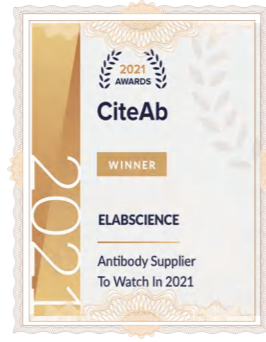 2021
AWARDS
CiteAb
WINNER
2021
ELABSCIENCE
Antibody Supplier
To Watch In 2021